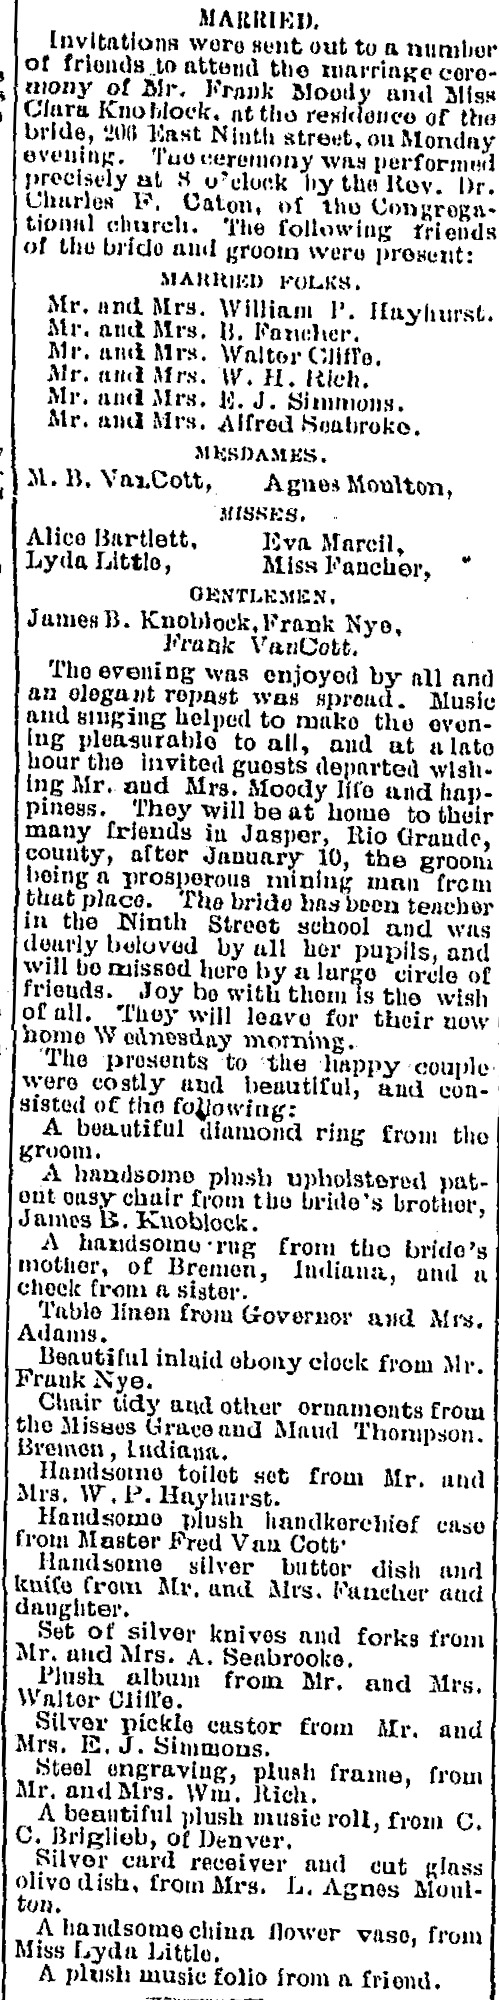 MARRIED.
Invitations were sent out to a number
of friends to attend the marriage cere-
mony of Mr. Frank Moody and Miss
Clara Knoblock, at the residence of the
bride, 206 East Ninth street, on Monday
evening. The ceremony was performed
precisely at 8 o'clock by the Rev. Dr.
Charles F. Caton, of the Congrega-
tional church. The following friends
of the bride and groom were present:
MARRIED FOLKS.
Mr. and Mrs. William P. Hayhurst.
Mr. and Mrs. B. Fancher.
Mr. and Mrs. Walter Cliffe.
Mr. and Mrs. W. H. Rich.
Mr. and Mrs. E. J. Simmons.
Mr. and Mrs. Alfred Seabroke.
MESDAMES.
M. B. VanCott, Agnes Moulton,
MISSES.
Alice Bartlett, Eva Marcil,
Lyda Little, Miss Fancher,
GENTLEMEN.
James B. Knoblock, Frank Nye,
Frank VanCott.
The evening was enjoyed by all and
an elegant repast was spread. Music
and singing helped to make the even-
ing pleasurable to all, and at a late
hour the invited guests departed wish-
ing Mr. and Mrs. Moody life and hap-
piness. They will be at home to their
many friends in Jasper, Rio Grande,
county, after January 10, the groom
being a prosperous mining man from
that place. The bride has been teacher
in the Ninth Street school and was
dearly beloved by all her pupils, and
will be missed here by a large circle of
friends. Joy be with them is the wish
of all. They will leave for their new
home Wednesday morning.
The presents to the happy couple
were costly and beautiful, and con-
sisted of the following:
A beautiful diamond ring from the
groom.
A handsome plush upholstered pat-
ent easy chair from the bride's brother,
James B. Knoblock.
A handsome rug from the bride's
mother, of Bremen, Indiana, and a
check from a sister.
Table linen from Governor and Mrs.
Adams.
Beautiful inlaid ebony clock from Mr.
Frank Nye.
Chair tidy and other ornaments from
the Misses Grace and Maud Thompson.
Bremen, Indiana.
Handsome toilet set from Mr. and
Mrs. W. P. Hayhurst.
Handsome plush handkerchief case
from Master Fred Van Cott.
Handsome silver butter dish and
knife from Mr. and Mrs. Fancher and
daughter.
Set of silver knives and forks from
Mr. and Mrs. A. Seabrooke.
Plush album from Mr. and Mrs.
Walter Cliffe.
Silver pickle castor from Mr. and
Mrs. E. J. Simmons.
Steel engraving, plush frame, from
Mr. and Mrs. Wm. Rich.
A beautiful plush music roll, from C.
C. Briglieb, of Denver.
Silver card receiver and cut glass
olive dish, from Mrs. L. Agnes Moul-
ton.
A handsome china flower vase, from
Miss Lyda Little.
A plush music folio from a friend.